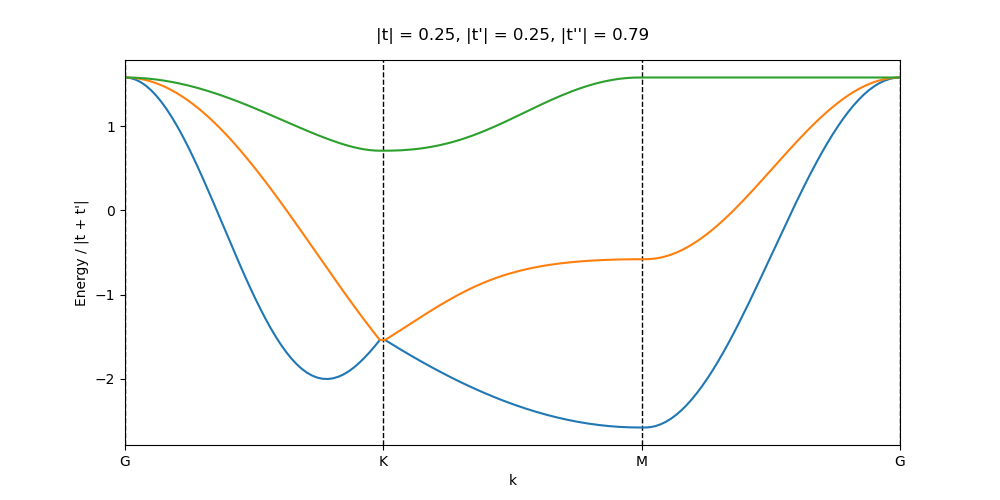 |t| = 0.25, |t'| = 0.25, |t''| = 0.79
Energy / |t + t'|
1
0
−1
−2
G
K
M
G
k